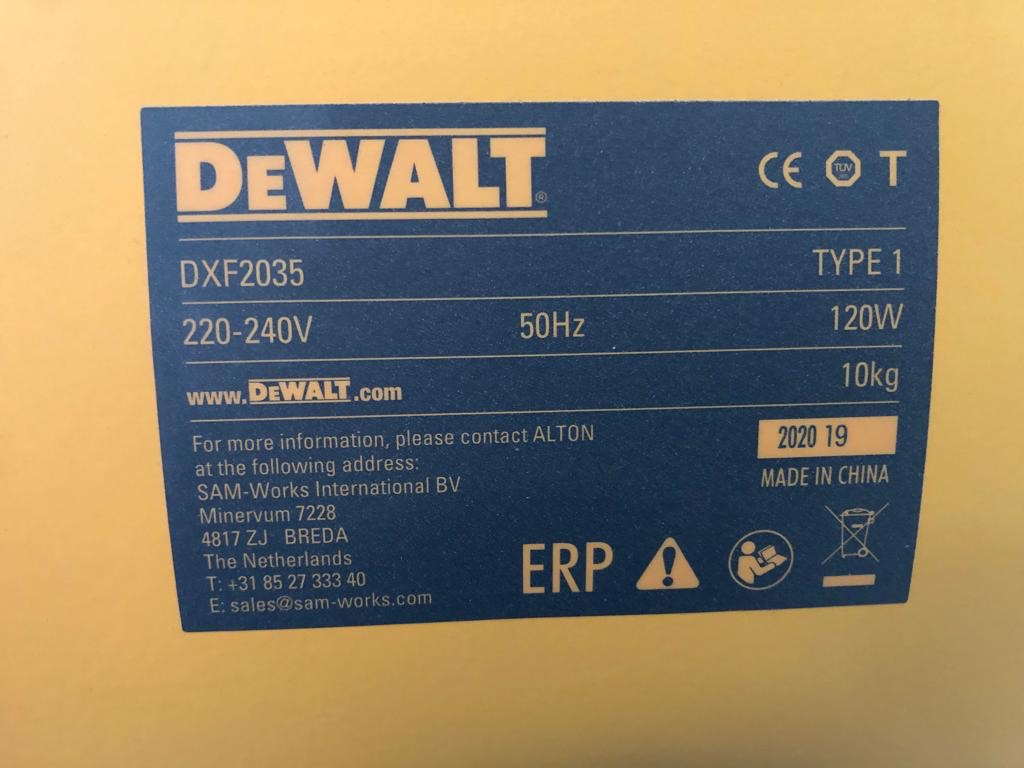 DEWALT®
CE TÜV T
DXF2035 TYPE 1
220-240V 50Hz 120W
10kg
www.DEWALT.com
For more information, please contact ALTON
at the following address:
SAM-Works International BV
Minervum 7228
4817 ZJ BREDA
The Netherlands
T: +31 85 27 333 40
E: sales@sam-works.com
2020 19
MADE IN CHINA
ERP